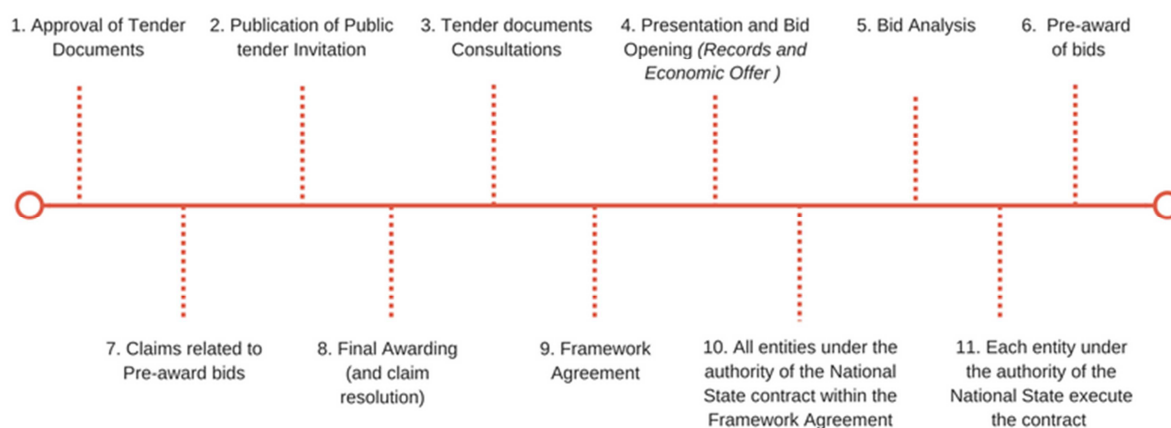 1. Approval of Tender
Documents
2. Publication of Public
tender Invitation
3. Tender documents
Consultations
4. Presentation and Bid
Opening (Records and
Economic Offer )
5. Bid Analysis
6. Pre-award
of bids
7. Claims related to
Pre-award bids
8. Final Awarding
(and claim
resolution)
9. Framework
Agreement
10. All entities under the
authority of the National
State contract within the
Framework Agreement
11. Each entity under
the authority of the
National State execute
the contract